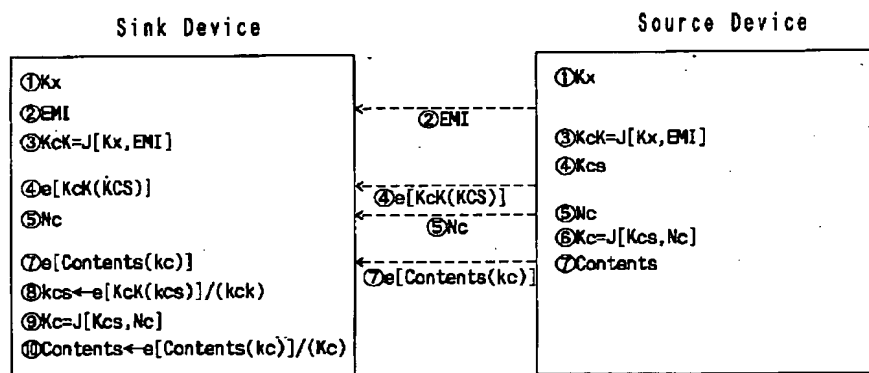 Sink Device
Source Device
①Kx
②EMI
③KcK=J[Kx,EMI]
④e[KcK(KCS)]
⑤Nc
⑦e[Contents(kc)]
⑧kcs←e[KcK(kcs)]/(kck)
⑨Kc=J[Kcs,Nc]
⑩Contents←e[Contents(kc)]/(Kc)
②EMI
④e[KcK(KCS)]
⑤Nc
⑦e[Contents(kc)]
①Kx
③KcK=J[Kx,EMI]
④Kcs
⑤Nc
⑥Kc=J[Kcs,Nc]
⑦Contents